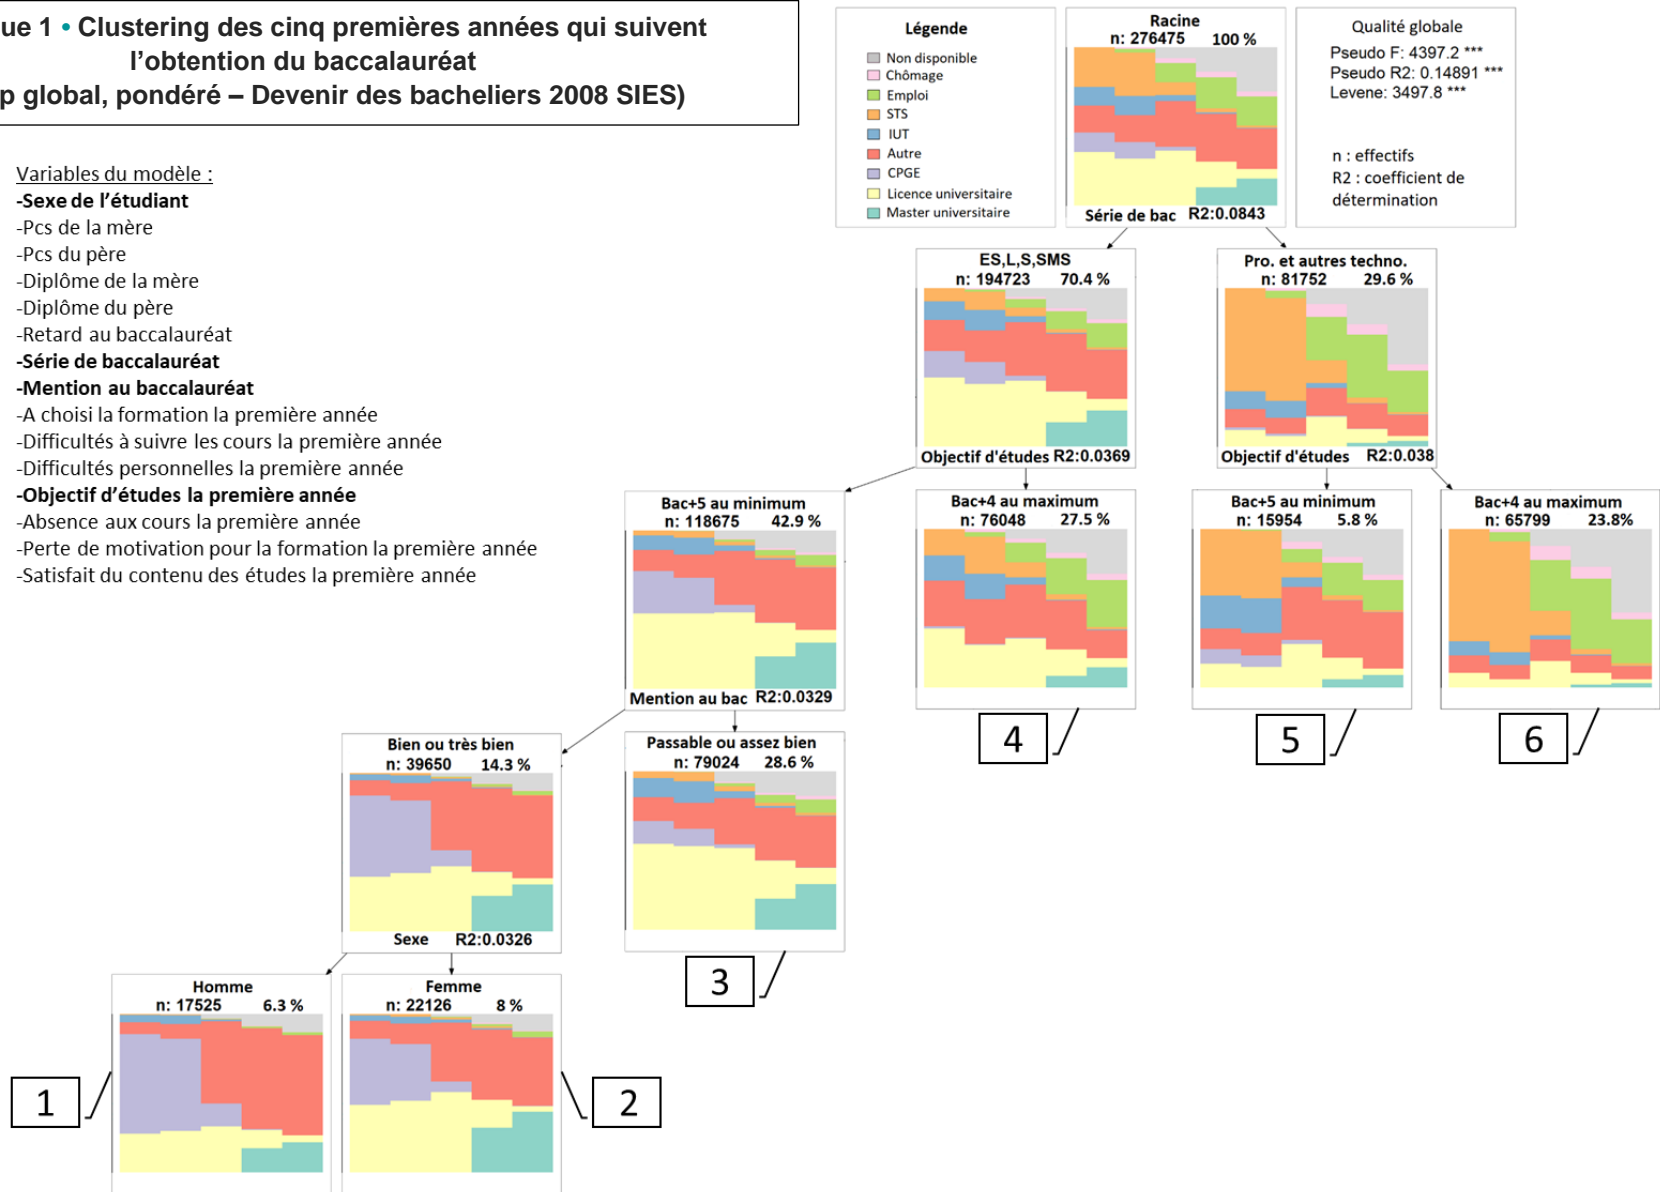 ue 1 • Clustering des cinq premières années qui suivent
l’obtention du baccalauréat
p global, pondéré – Devenir des bacheliers 2008 SIES)
Variables du modèle :
-Sexe de l’étudiant
-Pcs de la mère
-Pcs du père
-Diplôme de la mère
-Diplôme du père
-Retard au baccalauréat
-Série de baccalauréat
-Mention au baccalauréat
-A choisi la formation la première année
-Difficultés à suivre les cours la première année
-Difficultés personnelles la première année
-Objectif d’études la première année
-Absence aux cours la première année
-Perte de motivation pour la formation la première année
-Satisfait du contenu des études la première année
Légende
Non disponible
Chômage
Emploi
STS
IUT
Autre
CPGE
Licence universitaire
Master universitaire
Racine
n: 276475 100 %
Série de bac R2:0.0843
Qualité globale
Pseudo F: 4397.2 ***
Pseudo R2: 0.14891 ***
Levene: 3497.8 ***
n : effectifs
R2 : coefficient de
détermination
ES,L,S,SMS
n: 194723 70.4 %
Objectif d'études R2:0.0369
Pro. et autres techno.
n: 81752 29.6 %
Objectif d'études R2:0.038
Bac+5 au minimum
n: 118675 42.9 %
Mention au bac R2:0.0329
Bac+4 au maximum
n: 76048 27.5 %
4
Bac+5 au minimum
n: 15954 5.8 %
5
Bac+4 au maximum
n: 65799 23.8%
6
Bien ou très bien
n: 39650 14.3 %
Sexe R2:0.0326
Passable ou assez bien
n: 79024 28.6 %
3
Homme
n: 17525 6.3 %
1
Femme
n: 22126 8 %
2